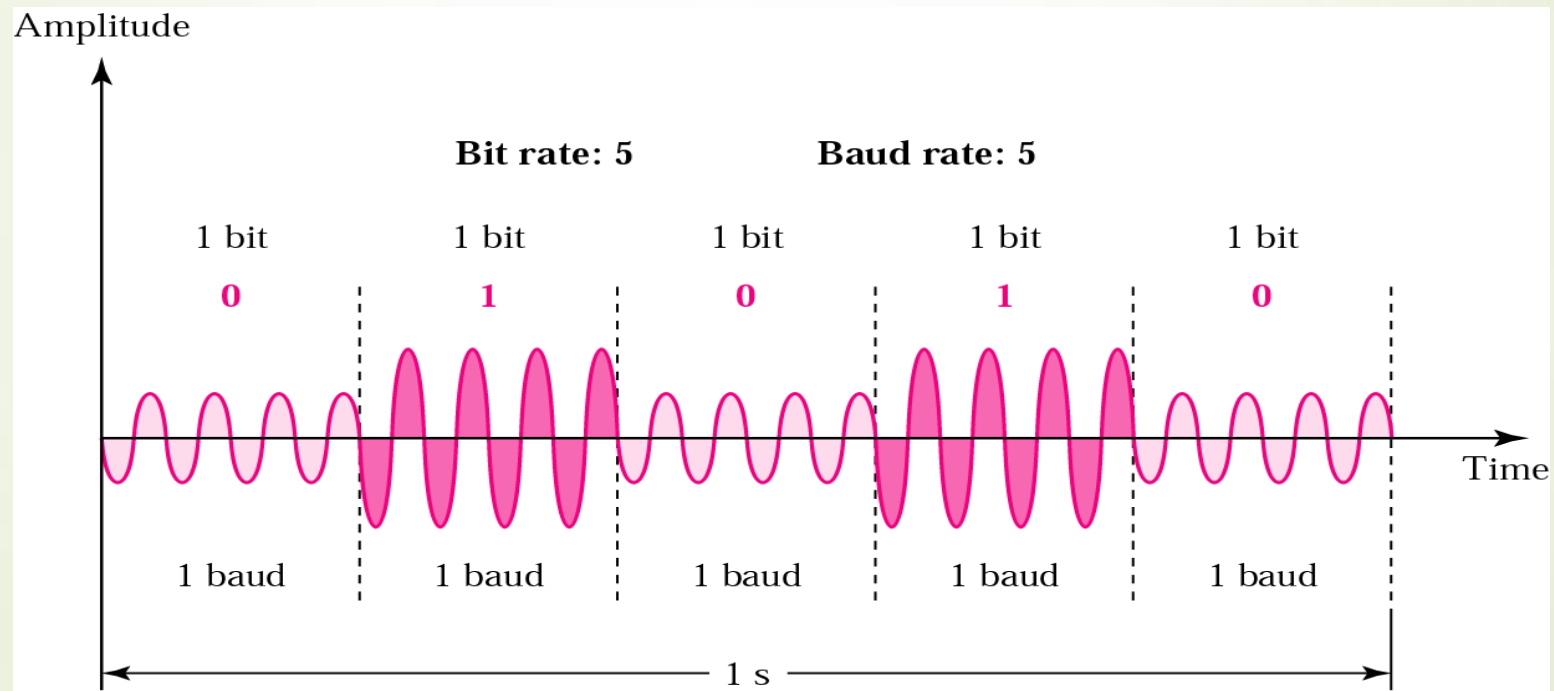 Amplitude
Bit rate: 5 Baud rate: 5
1 bit 1 bit 1 bit 1 bit 1 bit
0 1 0 1 0
Time
1 baud 1 baud 1 baud 1 baud 1 baud
1 s